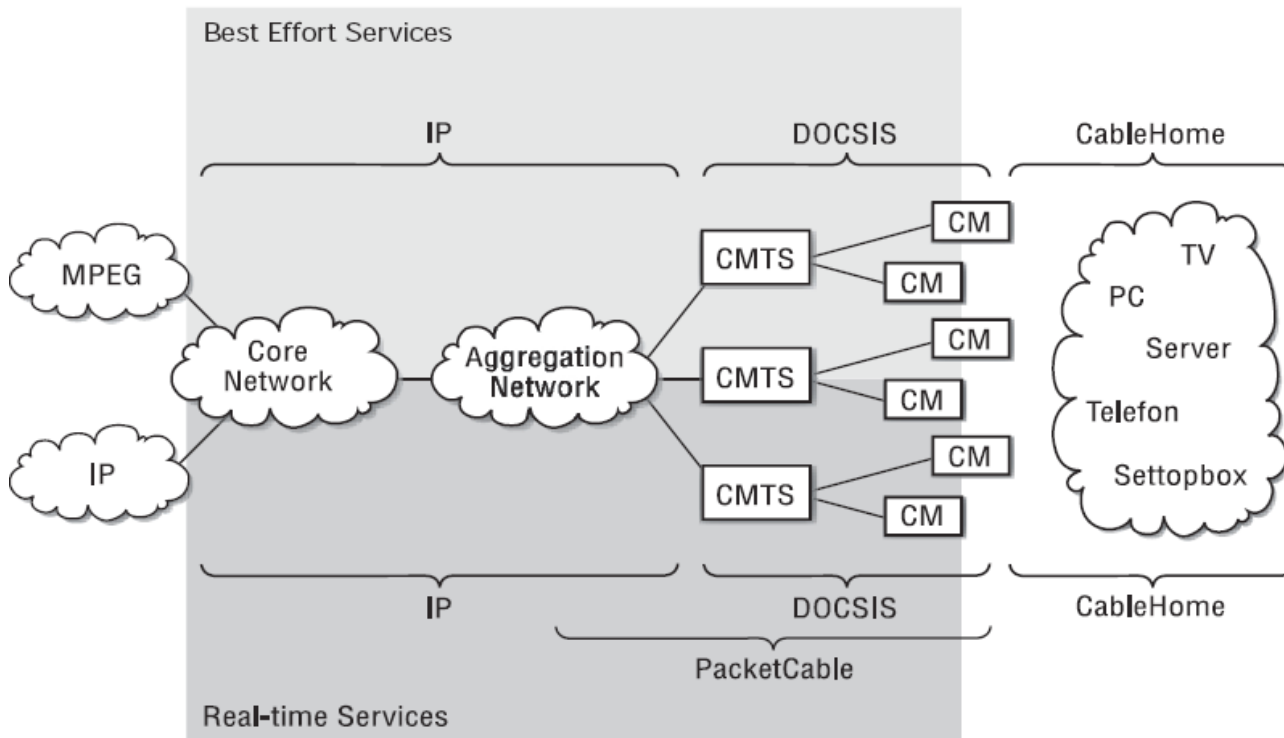 Best Effort Services
IP
DOCSIS
CableHome
MPEG
IP
Core
Network
Aggregation
Network
CMTS
CM
CM
CMTS
CM
CM
CMTS
CM
CM
TV
PC
Server
Telefon
Settopbox
IP
DOCSIS
CableHome
PacketCable
Real-time Services